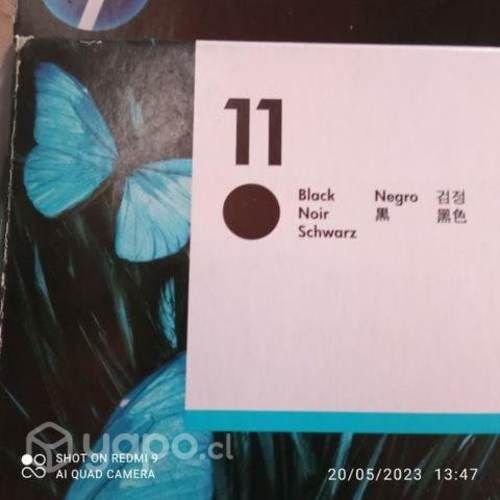 11
Black Negro 검정
Noir 黒 黑色
Schwarz
yapo.cl
SHOT ON REDMI 9
AI QUAD CAMERA
20/05/2023 13:47